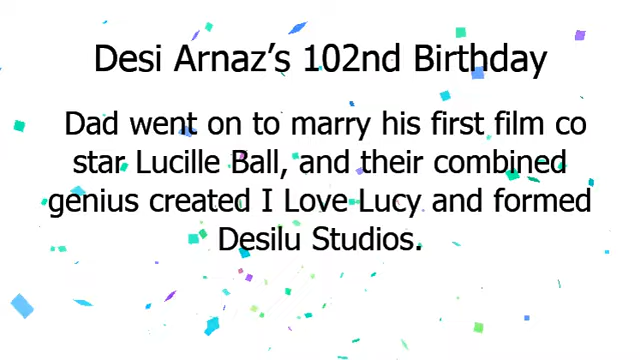 Desi Arnaz’s 102nd Birthday
Dad went on to marry his first film co
star Lucille Ball, and their combined
genius created I Love Lucy and formed
Desilu Studios.